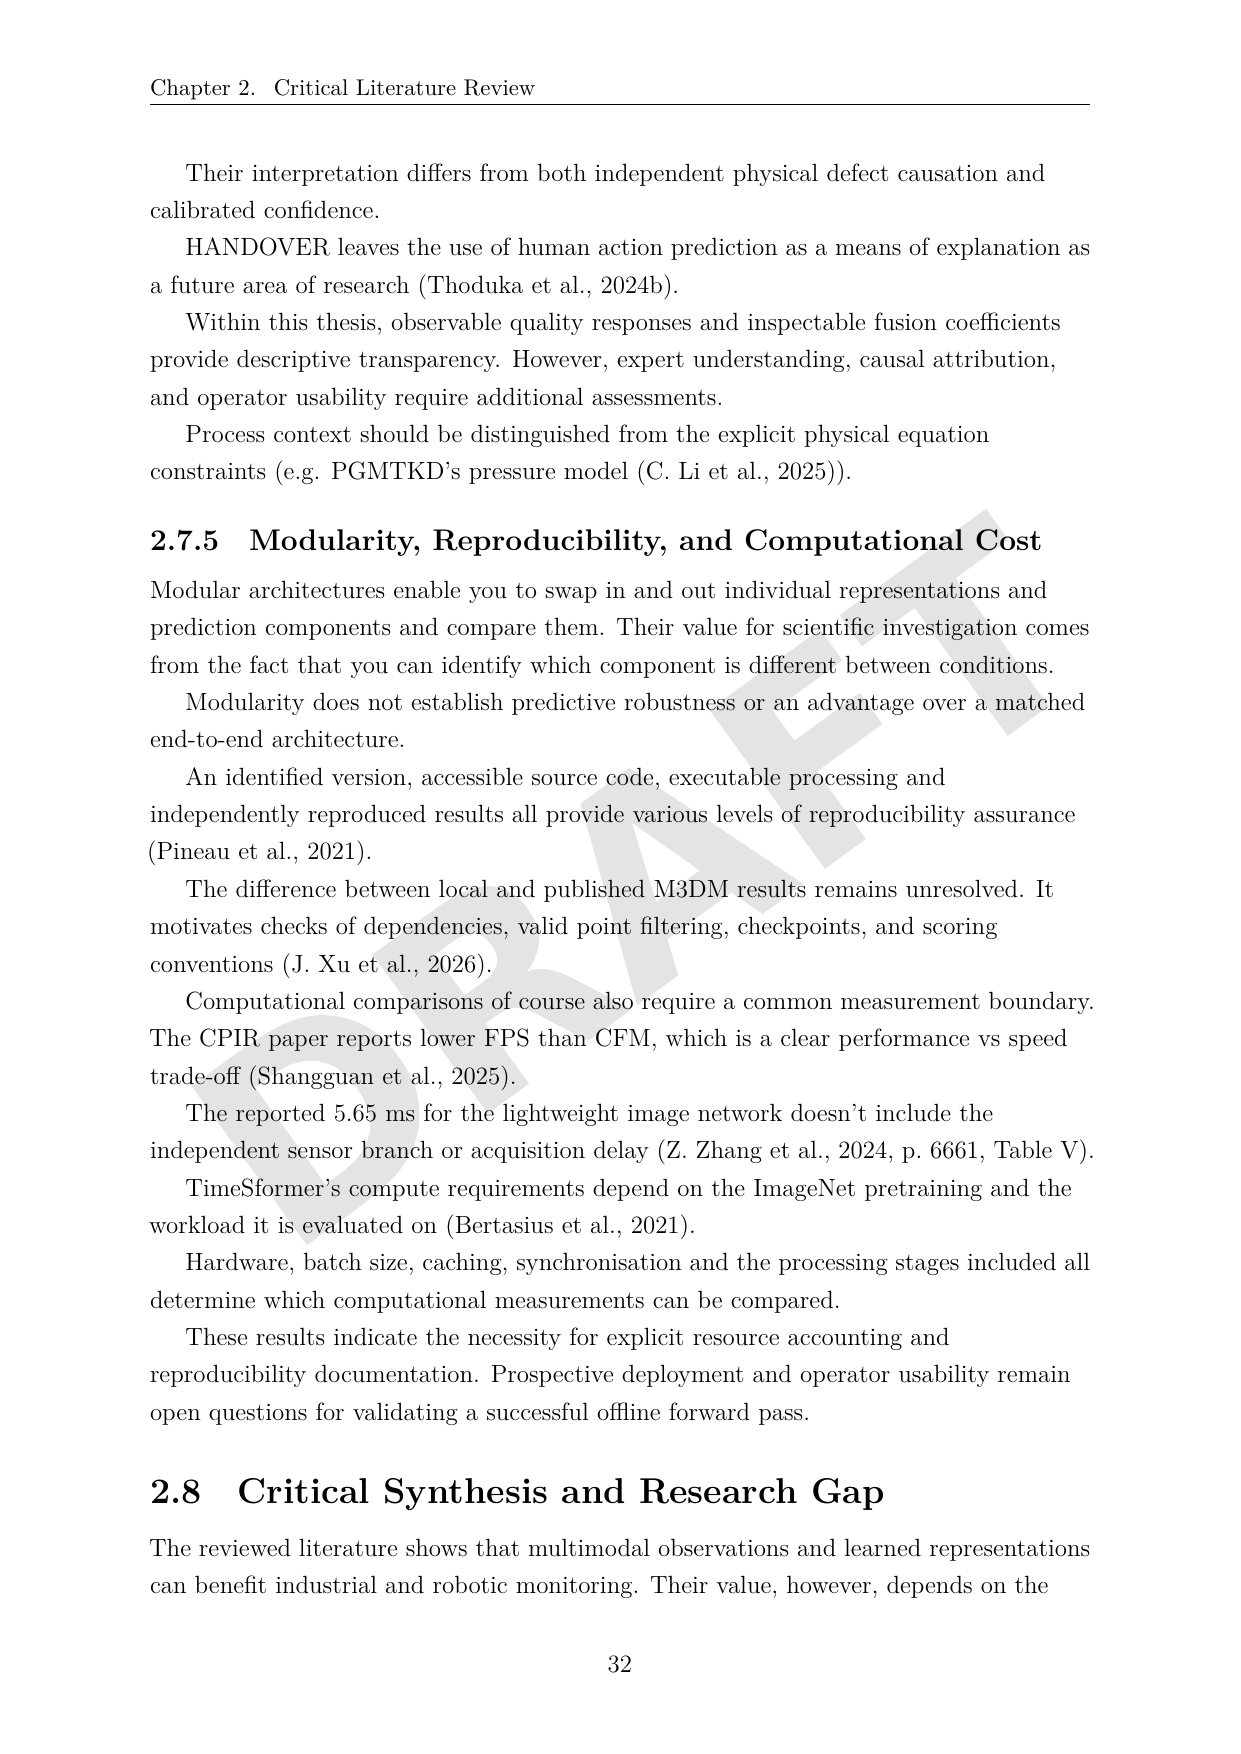 Chapter 2. Critical Literature Review
Their interpretation differs from both independent physical defect causation and
calibrated confidence.
HANDOVER leaves the use of human action prediction as a means of explanation as
a future area of research (Thoduka et al., 2024b).
Within this thesis, observable quality responses and inspectable fusion coefficients
provide descriptive transparency. However, expert understanding, causal attribution,
and operator usability require additional assessments.
Process context should be distinguished from the explicit physical equation
constraints (e.g. PGMTKD's pressure model (C. Li et al., 2025)).
2.7.5 Modularity, Reproducibility, and Computational Cost
Modular architectures enable you to swap in and out individual representations and
prediction components and compare them. Their value for scientific investigation comes
from the fact that you can identify which component is different between conditions.
Modularity does not establish predictive robustness or an advantage over a matched
end-to-end architecture.
An identified version, accessible source code, executable processing and
independently reproduced results all provide various levels of reproducibility assurance
(Pineau et al., 2021).
The difference between local and published M3DM results remains unresolved. It
motivates checks of dependencies, valid point filtering, checkpoints, and scoring
conventions (J. Xu et al., 2026).
Computational comparisons of course also require a common measurement boundary.
The CPIR paper reports lower FPS than CFM, which is a clear performance vs speed
trade-off (Shangguan et al., 2025).
The reported 5.65 ms for the lightweight image network doesn't include the
independent sensor branch or acquisition delay (Z. Zhang et al., 2024, p. 6661, Table V).
TimeSformer's compute requirements depend on the ImageNet pretraining and the
workload it is evaluated on (Bertasius et al., 2021).
Hardware, batch size, caching, synchronisation and the processing stages included all
determine which computational measurements can be compared.
These results indicate the necessity for explicit resource accounting and
reproducibility documentation. Prospective deployment and operator usability remain
open questions for validating a successful offline forward pass.
2.8 Critical Synthesis and Research Gap
The reviewed literature shows that multimodal observations and learned representations
can benefit industrial and robotic monitoring. Their value, however, depends on the
32
DRAFT